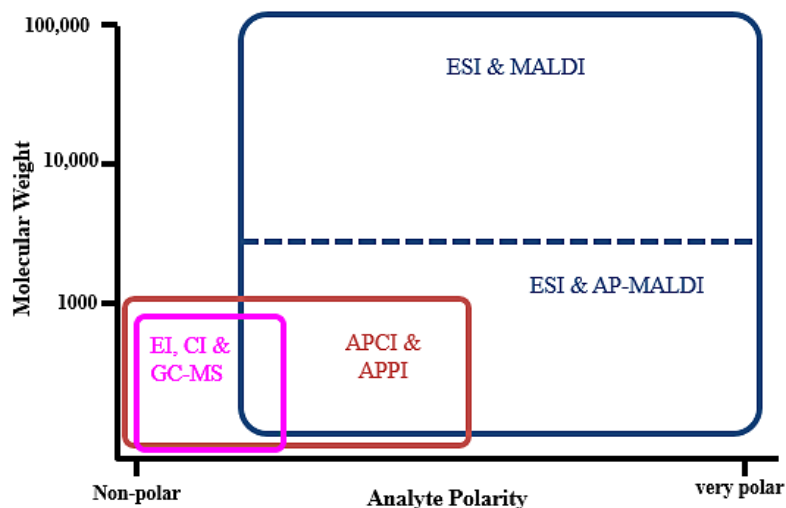 100,000
ESI & MALDI
10,000
Molecular Weight
ESI & AP-MALDI
1000
EI, CI &
GC-MS
APCI &
APPI
Non-polar
Analyte Polarity
very polar